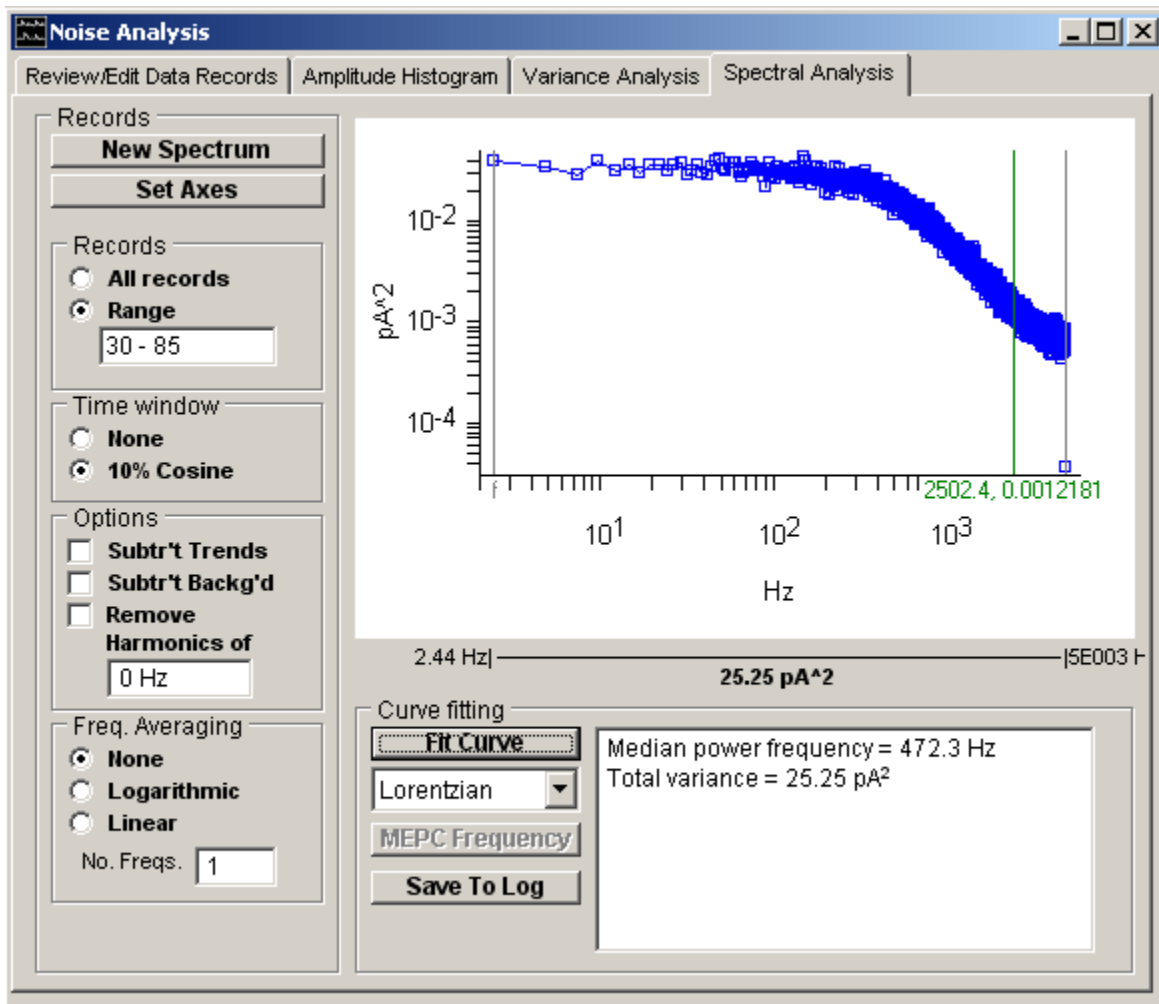 Noise Analysis
Review/Edit Data Records
Amplitude Histogram
Variance Analysis
Spectral Analysis
Records
New Spectrum
Set Axes
Records
All records
Range
30 - 85
Time window
None
10% Cosine
Options
Subtr't Trends
Subtr't Backg'd
Remove
Harmonics of
0 Hz
Freq. Averaging
None
Logarithmic
Linear
No. Freqs. 1
pA^2
10-2
10-3
10-4
f
2502.4, 0.0012181
101 102 103
Hz
2.44 Hz| |5E003 H
25.25 pA^2
Curve fitting
Fit Curve
Lorentzian
MEPC Frequency
Save To Log
Median power frequency = 472.3 Hz
Total variance = 25.25 pA²